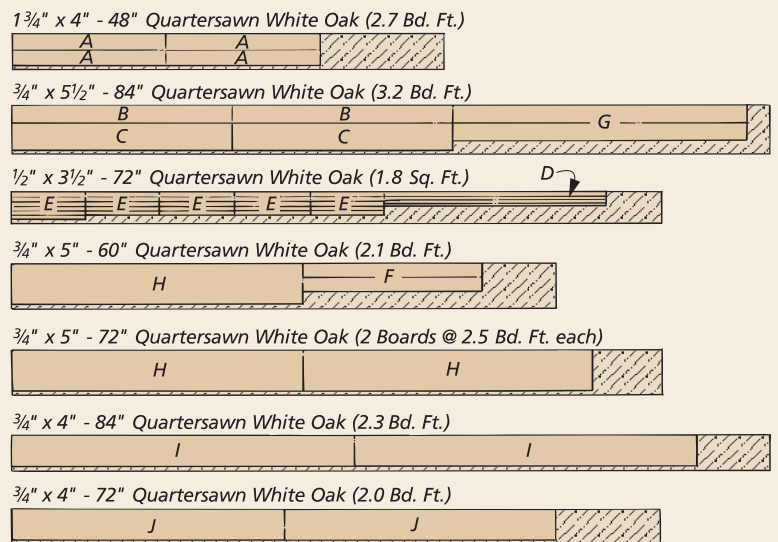 1¾" x 4" - 48" Quartersawn White Oak (2.7 Bd. Ft.)
A A
A A
¾" x 5½" - 84" Quartersawn White Oak (3.2 Bd. Ft.)
B B
G
C C
½" x 3½" - 72" Quartersawn White Oak (1.8 Sq. Ft.)
D
E E E E E
¾" x 5" - 60" Quartersawn White Oak (2.1 Bd. Ft.)
H F
¾" x 5" - 72" Quartersawn White Oak (2 Boards @ 2.5 Bd. Ft. each)
H H
¾" x 4" - 84" Quartersawn White Oak (2.3 Bd. Ft.)
I I
¾" x 4" - 72" Quartersawn White Oak (2.0 Bd. Ft.)
J J